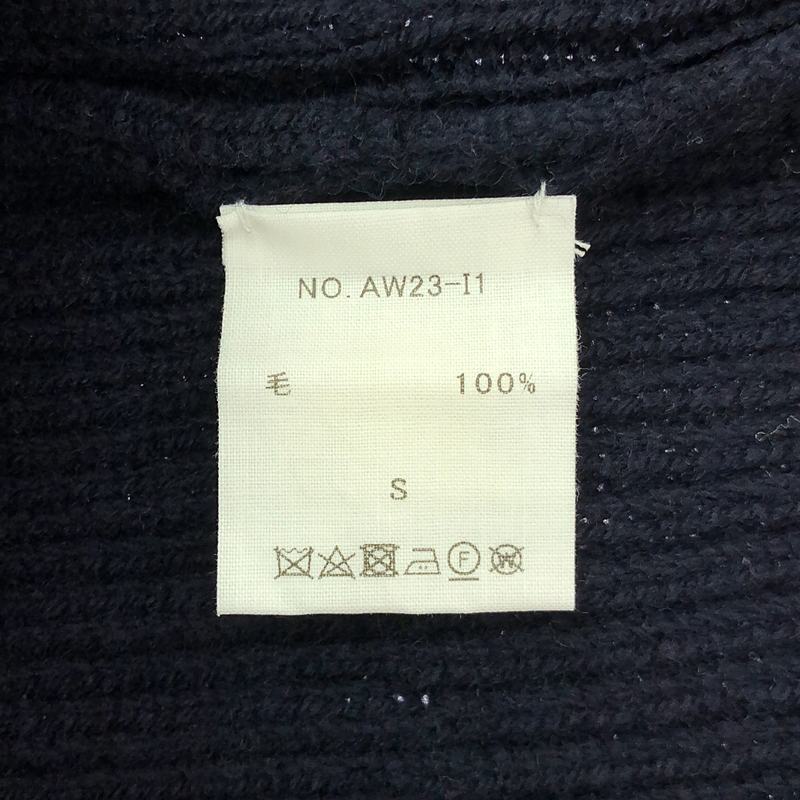 NO. AW23-I1
毛 100%
S
F W